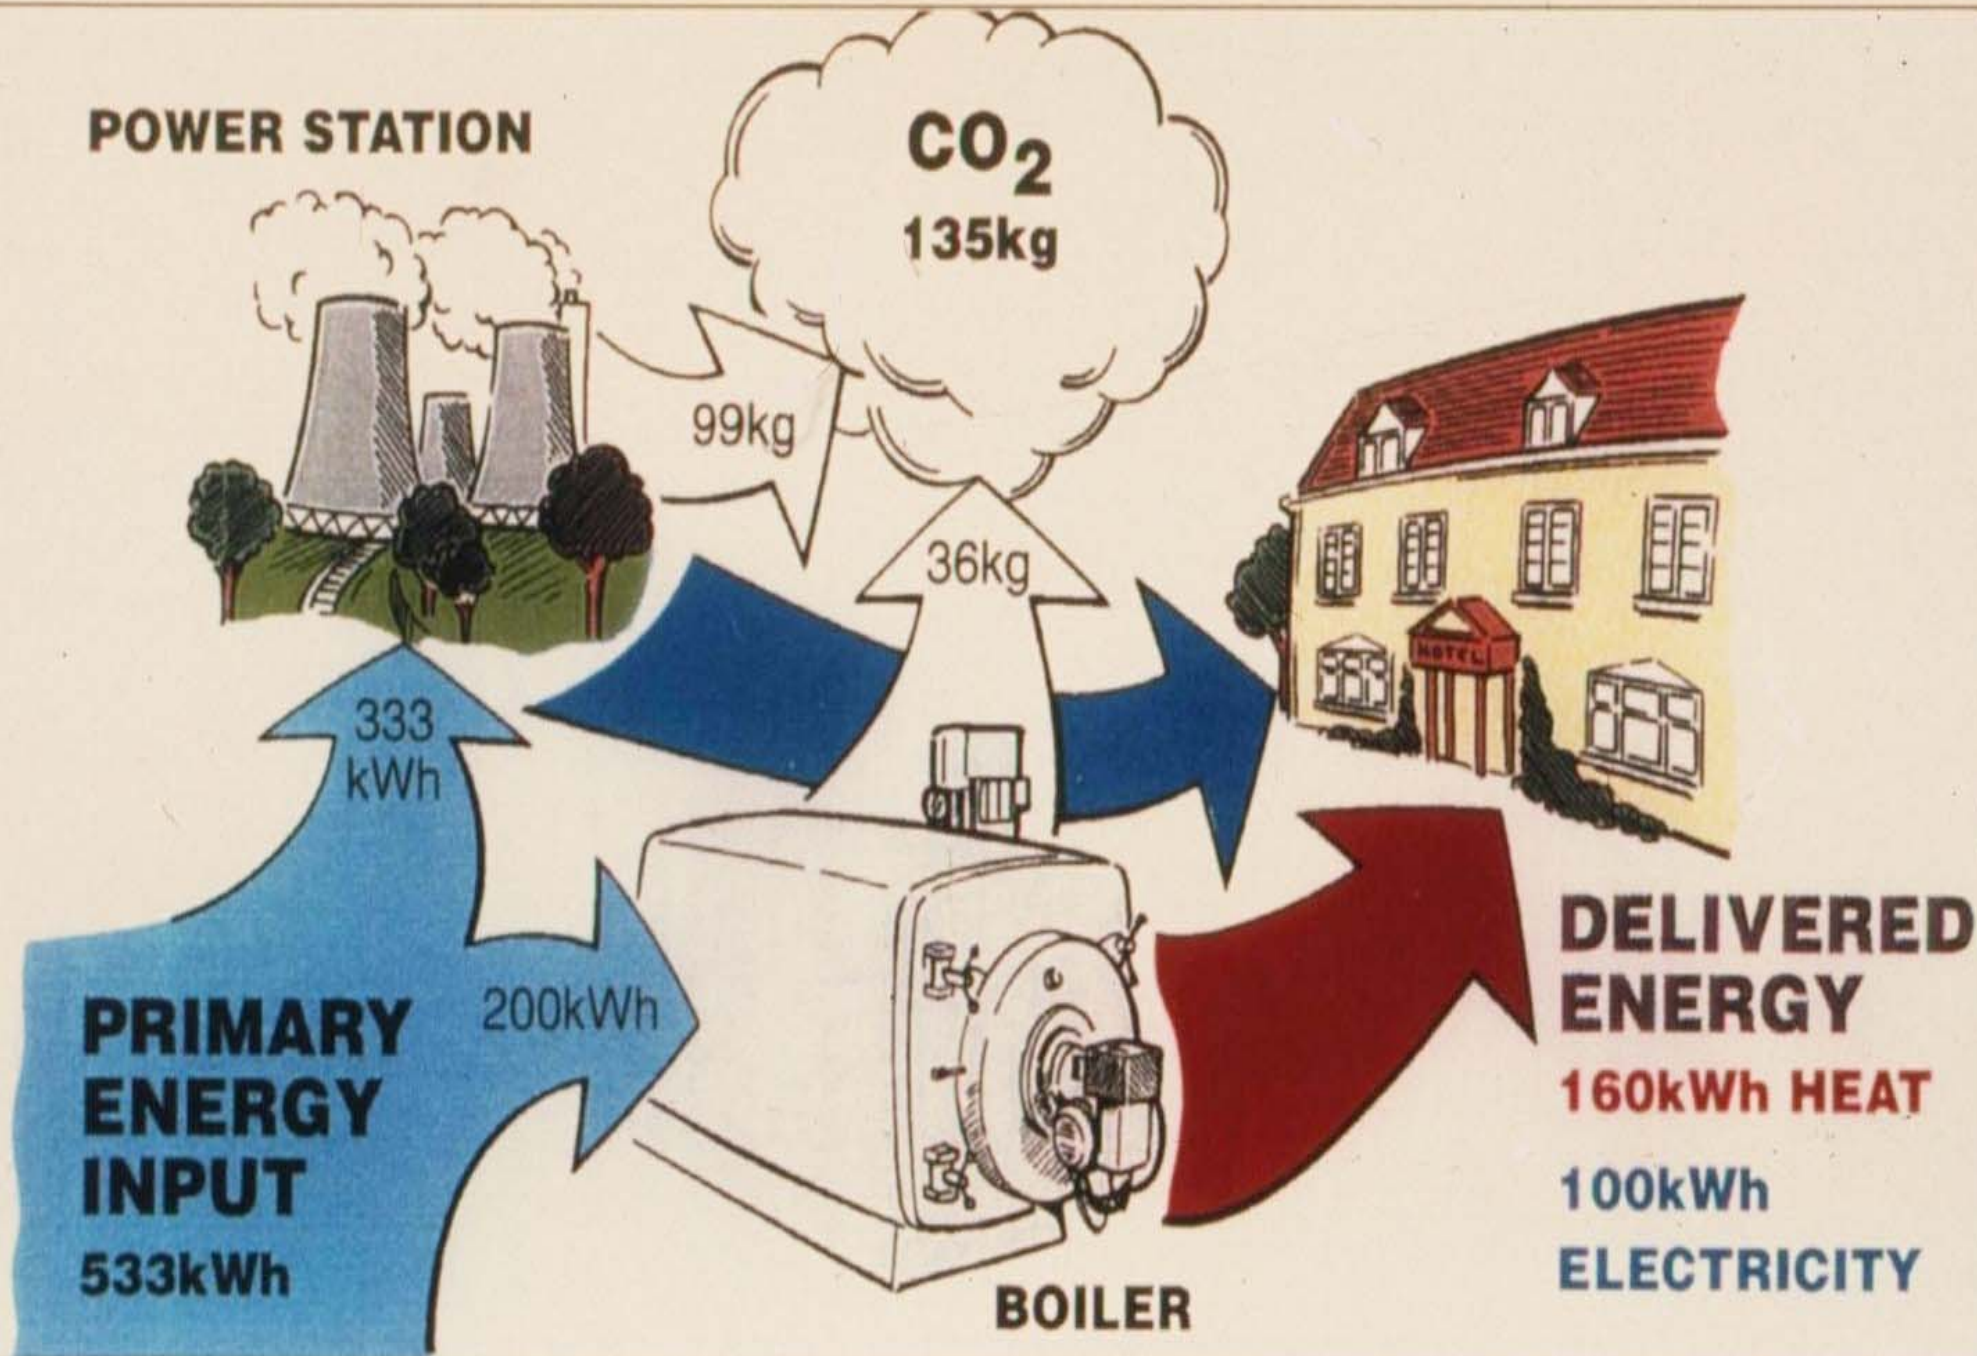 POWER STATION
CO₂
135kg
99kg
36kg
HOTEL
333
kWh
200kWh
PRIMARY
ENERGY
INPUT
533kWh
BOILER
DELIVERED
ENERGY
160kWh HEAT
100kWh
ELECTRICITY